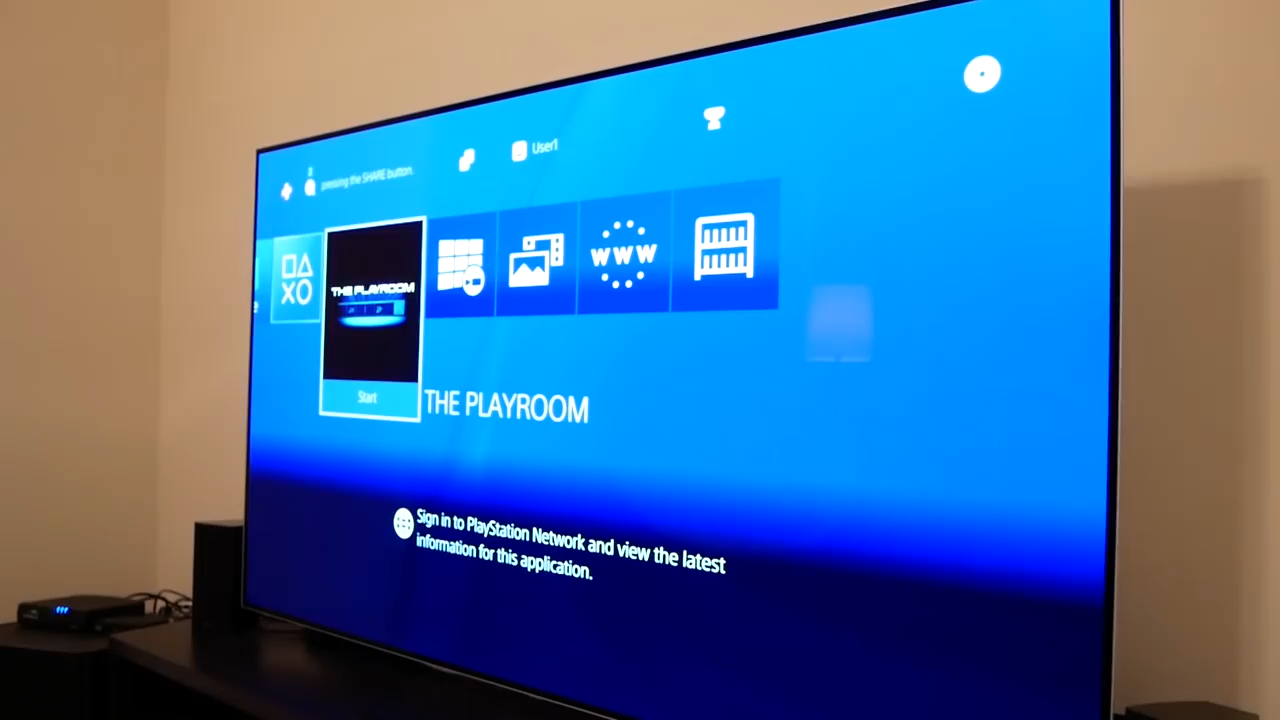 pressing the SHARE button.
User1
e
THE PLAYROOM
WWW
Start
THE PLAYROOM
Sign in to PlayStation Network and view the latest
information for this application.